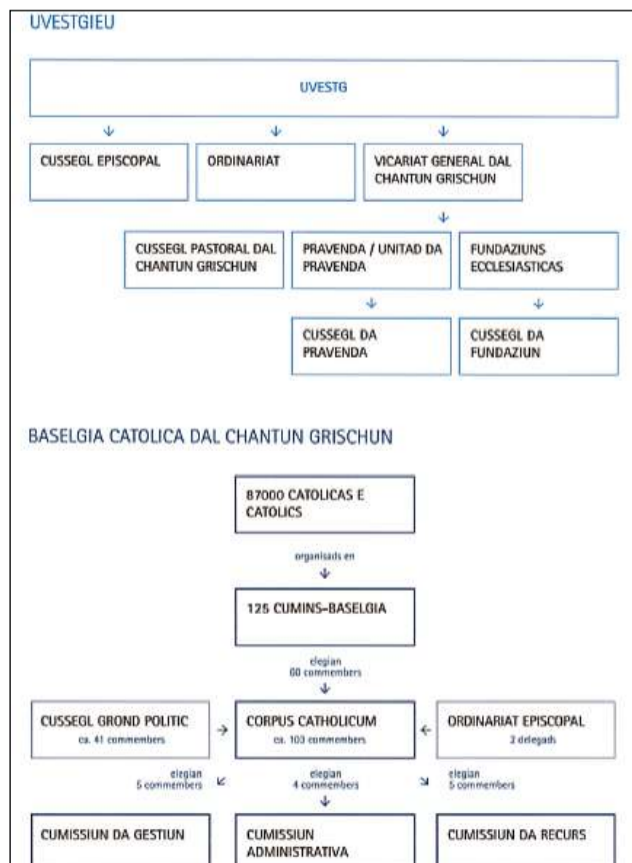 UVESTGIEU
UVESTG
CUSSEGL EPISCOPAL
ORDINARIAT
VICARIAT GENERAL DAL
CHANTUN GRISCHUN
CUSSEGL PASTORAL DAL
CHANTUN GRISCHUN
PRAVENDA / UNITAD DA
PRAVENDA
FUNDAZIUNS
ECCLESIASTICAS
CUSSEGL DA
PRAVENDA
CUSSEGL DA
FUNDAZIUN
BASELGIA CATOLICA DAL CHANTUN GRISCHUN
87000 CATOLICAS E
CATOLICS
organisads en
125 CUMINS-BASELGIA
elegian
60 commembers
CUSSEGL GROND POLITIC
ca. 41 commembers
CORPUS CATHOLICUM
ca. 103 commembers
ORDINARIAT EPISCOPAL
2 delegads
elegian
5 commembers
elegian
4 commembers
elegian
5 commembers
CUMISSIUN DA GESTIUN
CUMISSIUN
ADMINISTRATIVA
CUMISSIUN DA RECURS